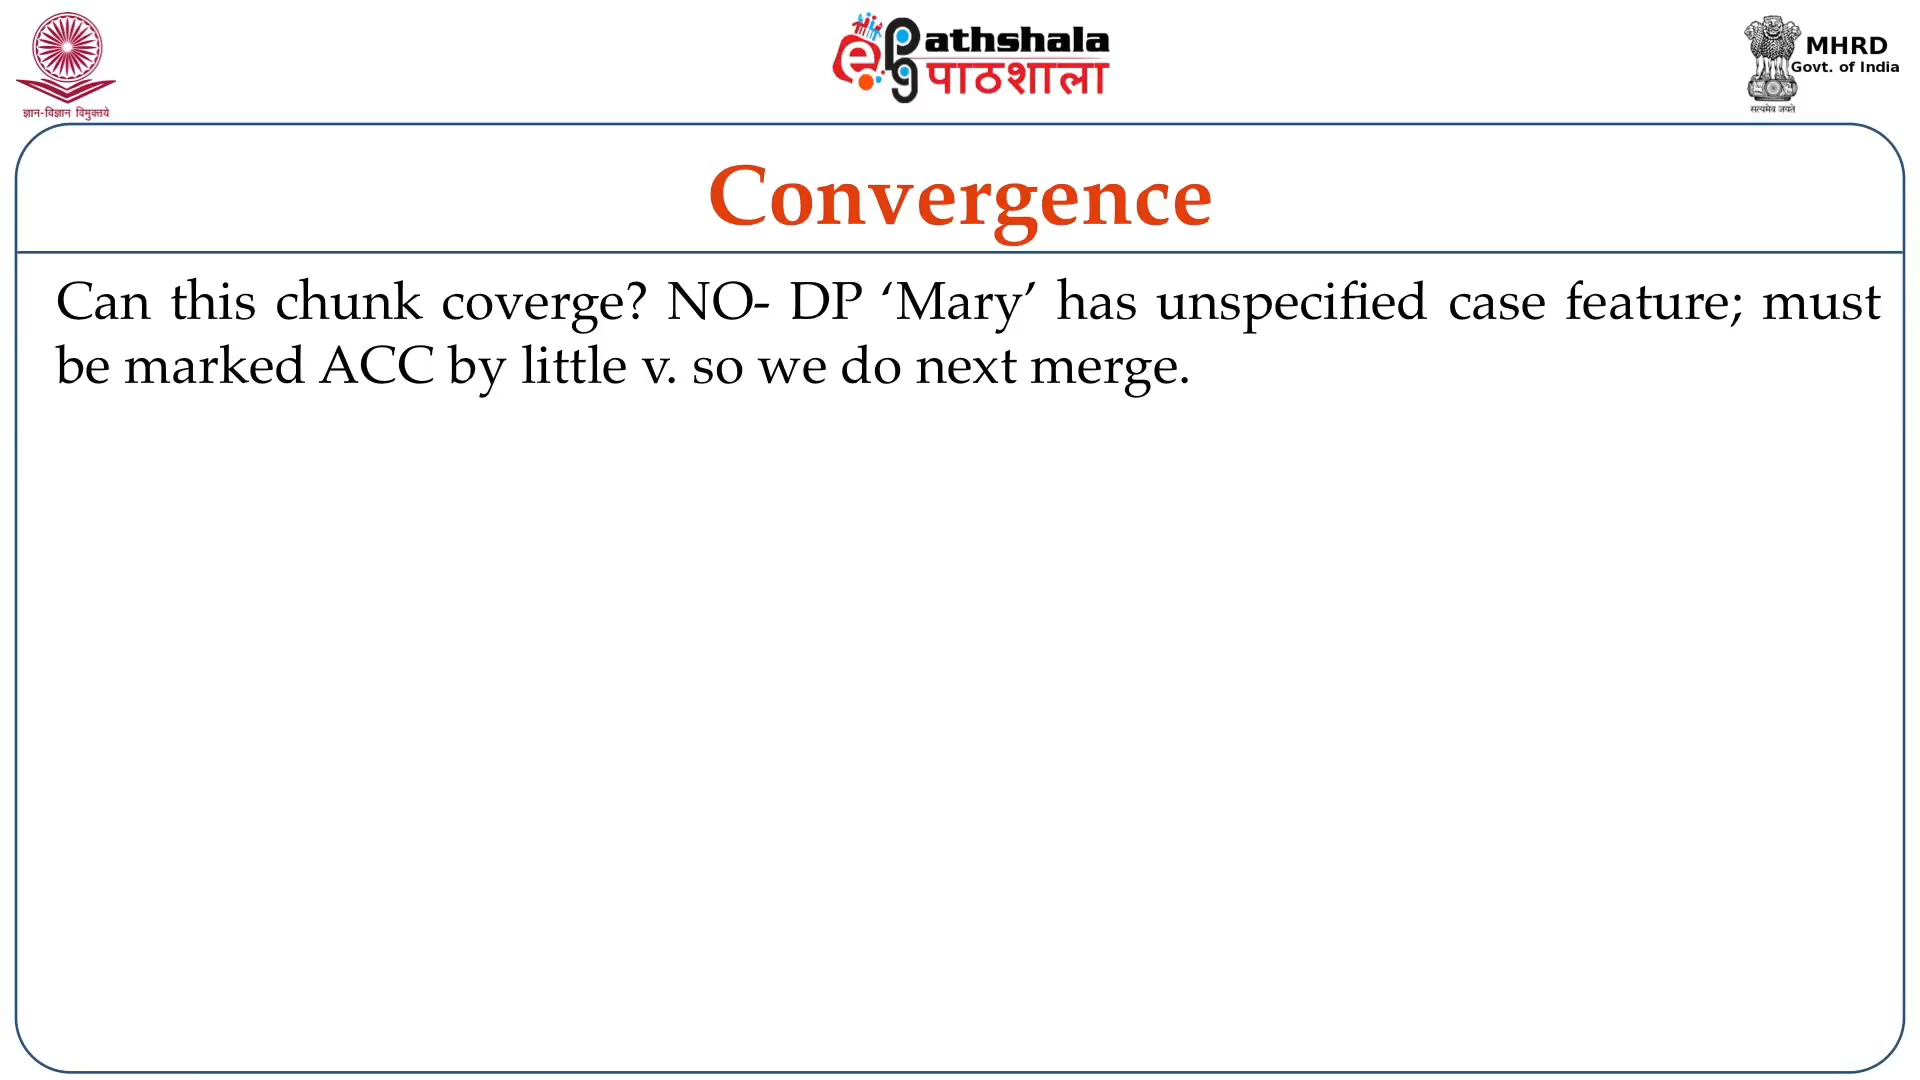 ज्ञान-विज्ञान विमुक्तये
ePathshala
पाठशाला
MHRD
Govt. of India
सत्यमेव जयते
Convergence
Can this chunk coverge? NO- DP ‘Mary’ has unspecified case feature; must
be marked ACC by little v. so we do next merge.